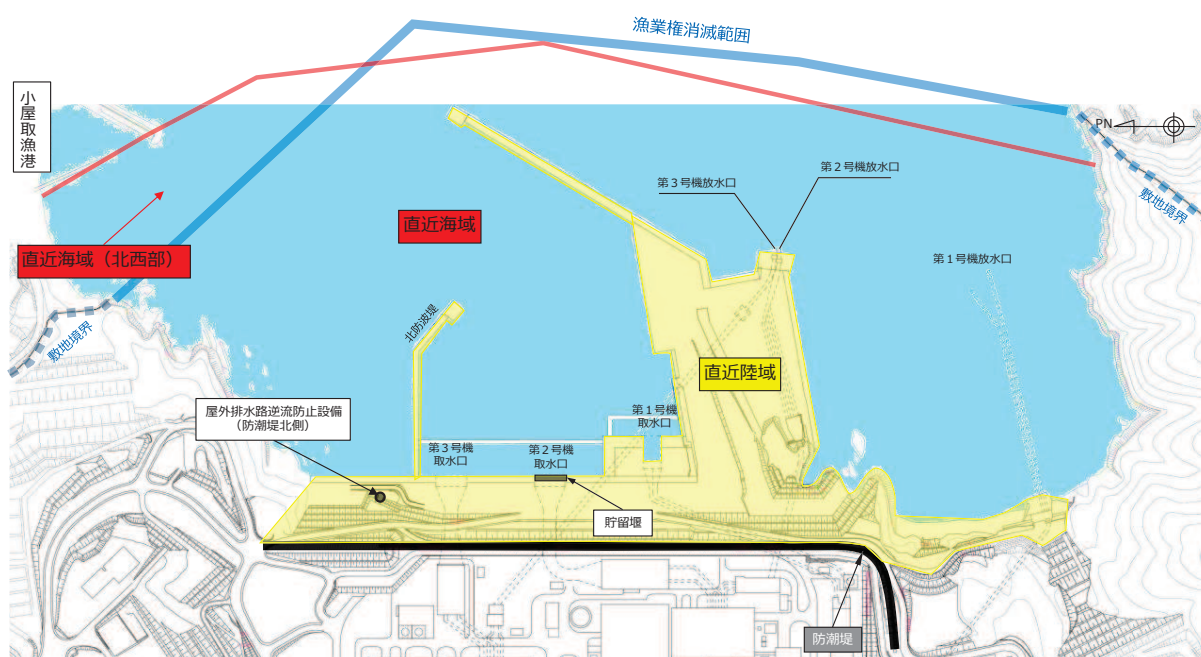 漁業権消滅範囲
小屋取漁港
PN
第2号機放水口
第3号機放水口
敷地境界
直近海域
直近海域（北西部）
第1号機放水口
北防波堤
敷地境界
直近陸域
屋外排水路逆流防止設備
（防潮堤北側）
第1号機
取水口
第3号機
取水口
第2号機
取水口
貯留堰
防潮堤